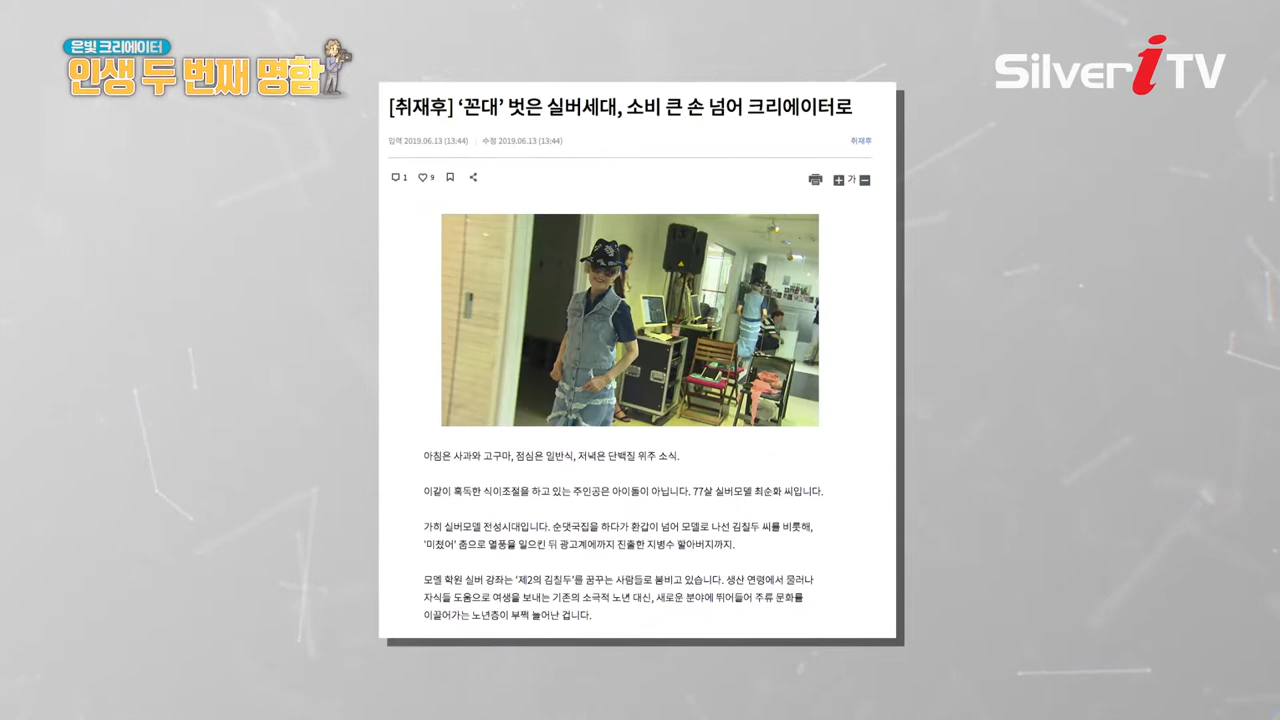 은빛 크리에이터
인생 두 번째 명함
Silver i TV
[취재후] ‘꼰대’ 벗은 실버세대, 소비 큰 손 넘어 크리에이터로
입력 2019.06.13 (13:44) | 수정 2019.06.13 (13:44) 취재후
1 9 가
아침은 사과와 고구마, 점심은 일반식, 저녁은 단백질 위주 소식.
이같이 혹독한 식이조절을 하고 있는 주인공은 아이돌이 아닙니다. 77살 실버모델 최순화 씨입니다.
가히 실버모델 전성시대입니다. 순댓국집을 하다가 환갑이 넘어 모델로 나선 김칠두 씨를 비롯해,
'미쳤어' 춤으로 열풍을 일으킨 뒤 광고계에까지 진출한 지병수 할아버지까지.
모델 학원 실버 강좌는 '제2의 김칠두'를 꿈꾸는 사람들로 붐비고 있습니다. 생산 연령에서 물러나
자식들 도움으로 여생을 보내는 기존의 소극적 노년 대신, 새로운 분야에 뛰어들어 주류 문화를
이끌어가는 노년층이 부쩍 늘어난 겁니다.